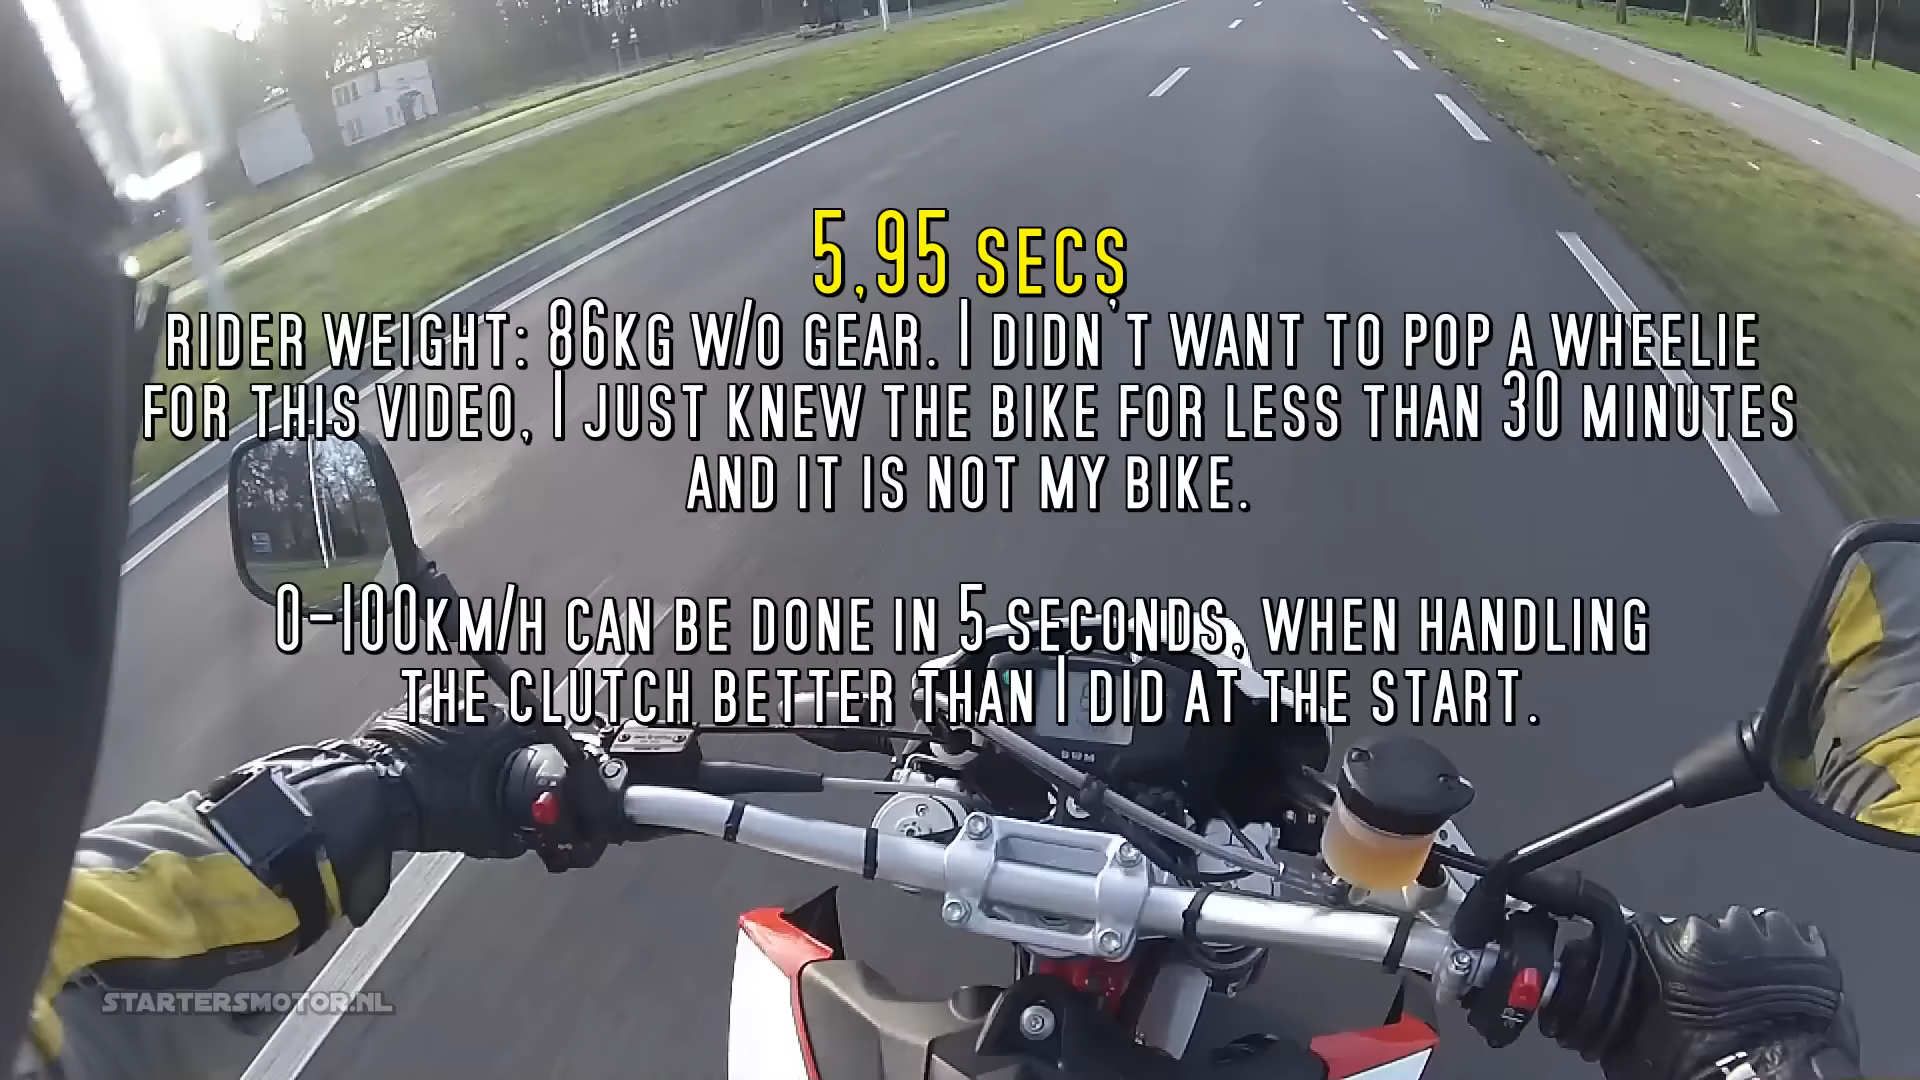 5,95 SECS
RIDER WEIGHT: 86KG W/O GEAR. I DIDN'T WANT TO POP A WHEELIE
FOR THIS VIDEO, I JUST KNEW THE BIKE FOR LESS THAN 30 MINUTES
AND IT IS NOT MY BIKE.
0-100KM/H CAN BE DONE IN 5 SECONDS, WHEN HANDLING
THE CLUTCH BETTER THAN I DID AT THE START.
STARTERSMOTOR.NL